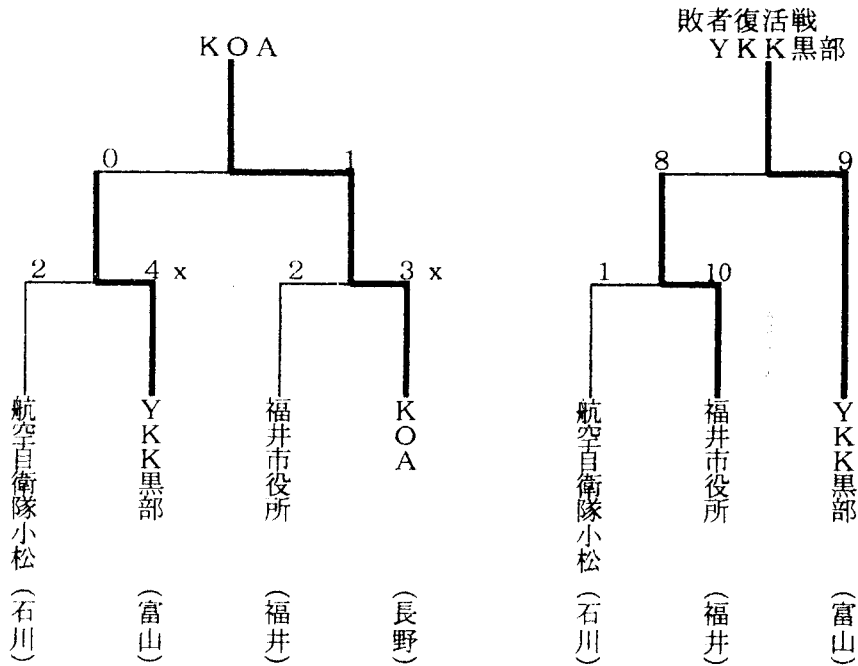 KOA
0 1
2 4x 2 3x
航空自衛隊小松(石川)
YKK黒部(富山)
福井市役所(福井)
KOA(長野)
敗者復活戦
YKK黒部
8 9
1 10
航空自衛隊小松(石川)
福井市役所(福井)
YKK黒部(富山)